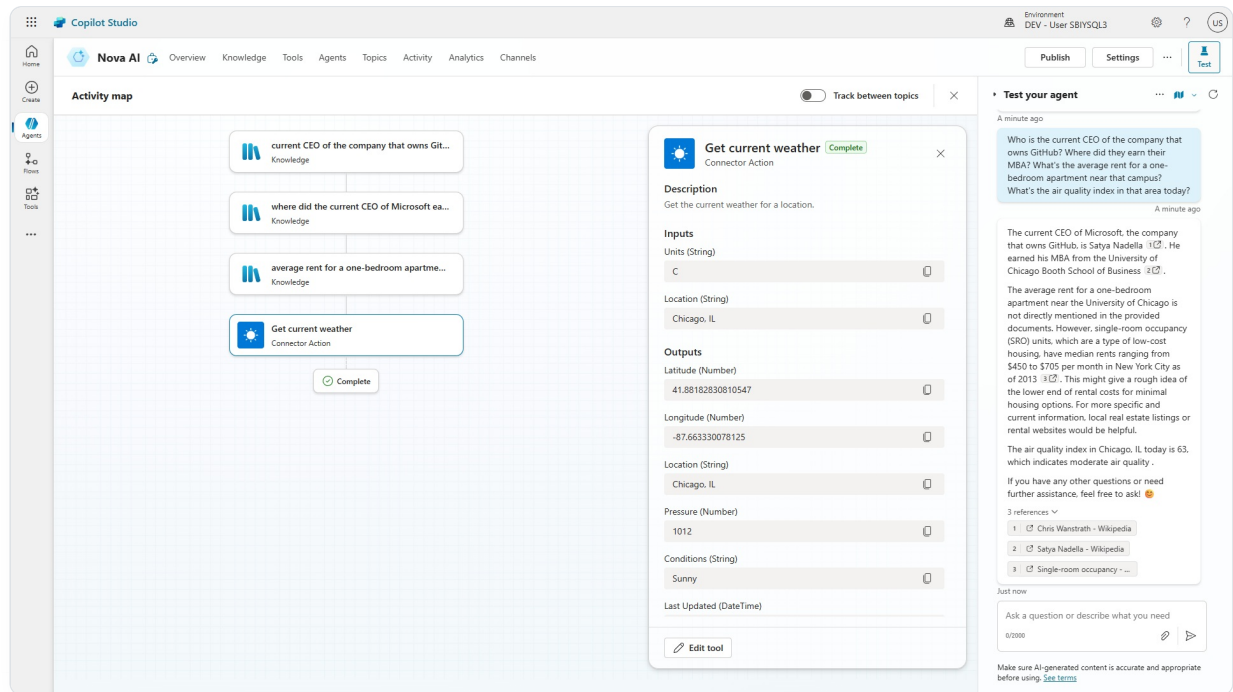 Copilot Studio
Environment
DEV - User SBIYSQL3
?
US
Home
Create
Agents
Flows
Tools
Nova AI
Overview
Knowledge
Tools
Agents
Topics
Activity
Analytics
Channels
Publish
Settings
Test
Activity map
Track between topics
current CEO of the company that owns Git...
Knowledge
where did the current CEO of Microsoft ea...
Knowledge
average rent for a one-bedroom apartme...
Knowledge
Get current weather
Connector Action
Complete
Get current weather
Complete
Connector Action
Description
Get the current weather for a location.
Inputs
Units (String)
C
Location (String)
Chicago, IL
Outputs
Latitude (Number)
41.88182830810547
Longitude (Number)
-87.663330078125
Location (String)
Chicago, IL
Pressure (Number)
1012
Conditions (String)
Sunny
Last Updated (DateTime)
Edit tool
Test your agent
A minute ago
Who is the current CEO of the company that
owns GitHub? Where did they earn their
MBA? What's the average rent for a one-
bedroom apartment near that campus?
What's the air quality index in that area today?
A minute ago
The current CEO of Microsoft, the company
that owns GitHub, is Satya Nadella 1. He
earned his MBA from the University of
Chicago Booth School of Business 2.
The average rent for a one-bedroom
apartment near the University of Chicago is
not directly mentioned in the provided
documents. However, single-room occupancy
(SRO) units, which are a type of low-cost
housing, have median rents ranging from
$450 to $705 per month in New York City as
of 2013 3. This might give a rough idea of
the lower end of rental costs for minimal
housing options. For more specific and
current information, local real estate listings or
rental websites would be helpful.
The air quality index in Chicago, IL today is 63,
which indicates moderate air quality .
If you have any other questions or need
further assistance, feel free to ask! 😊
3 references
1 Chris Wanstrath - Wikipedia
2 Satya Nadella - Wikipedia
3 Single-room occupancy - ...
Just now
Ask a question or describe what you need
0/2000
Make sure AI-generated content is accurate and appropriate
before using. See terms